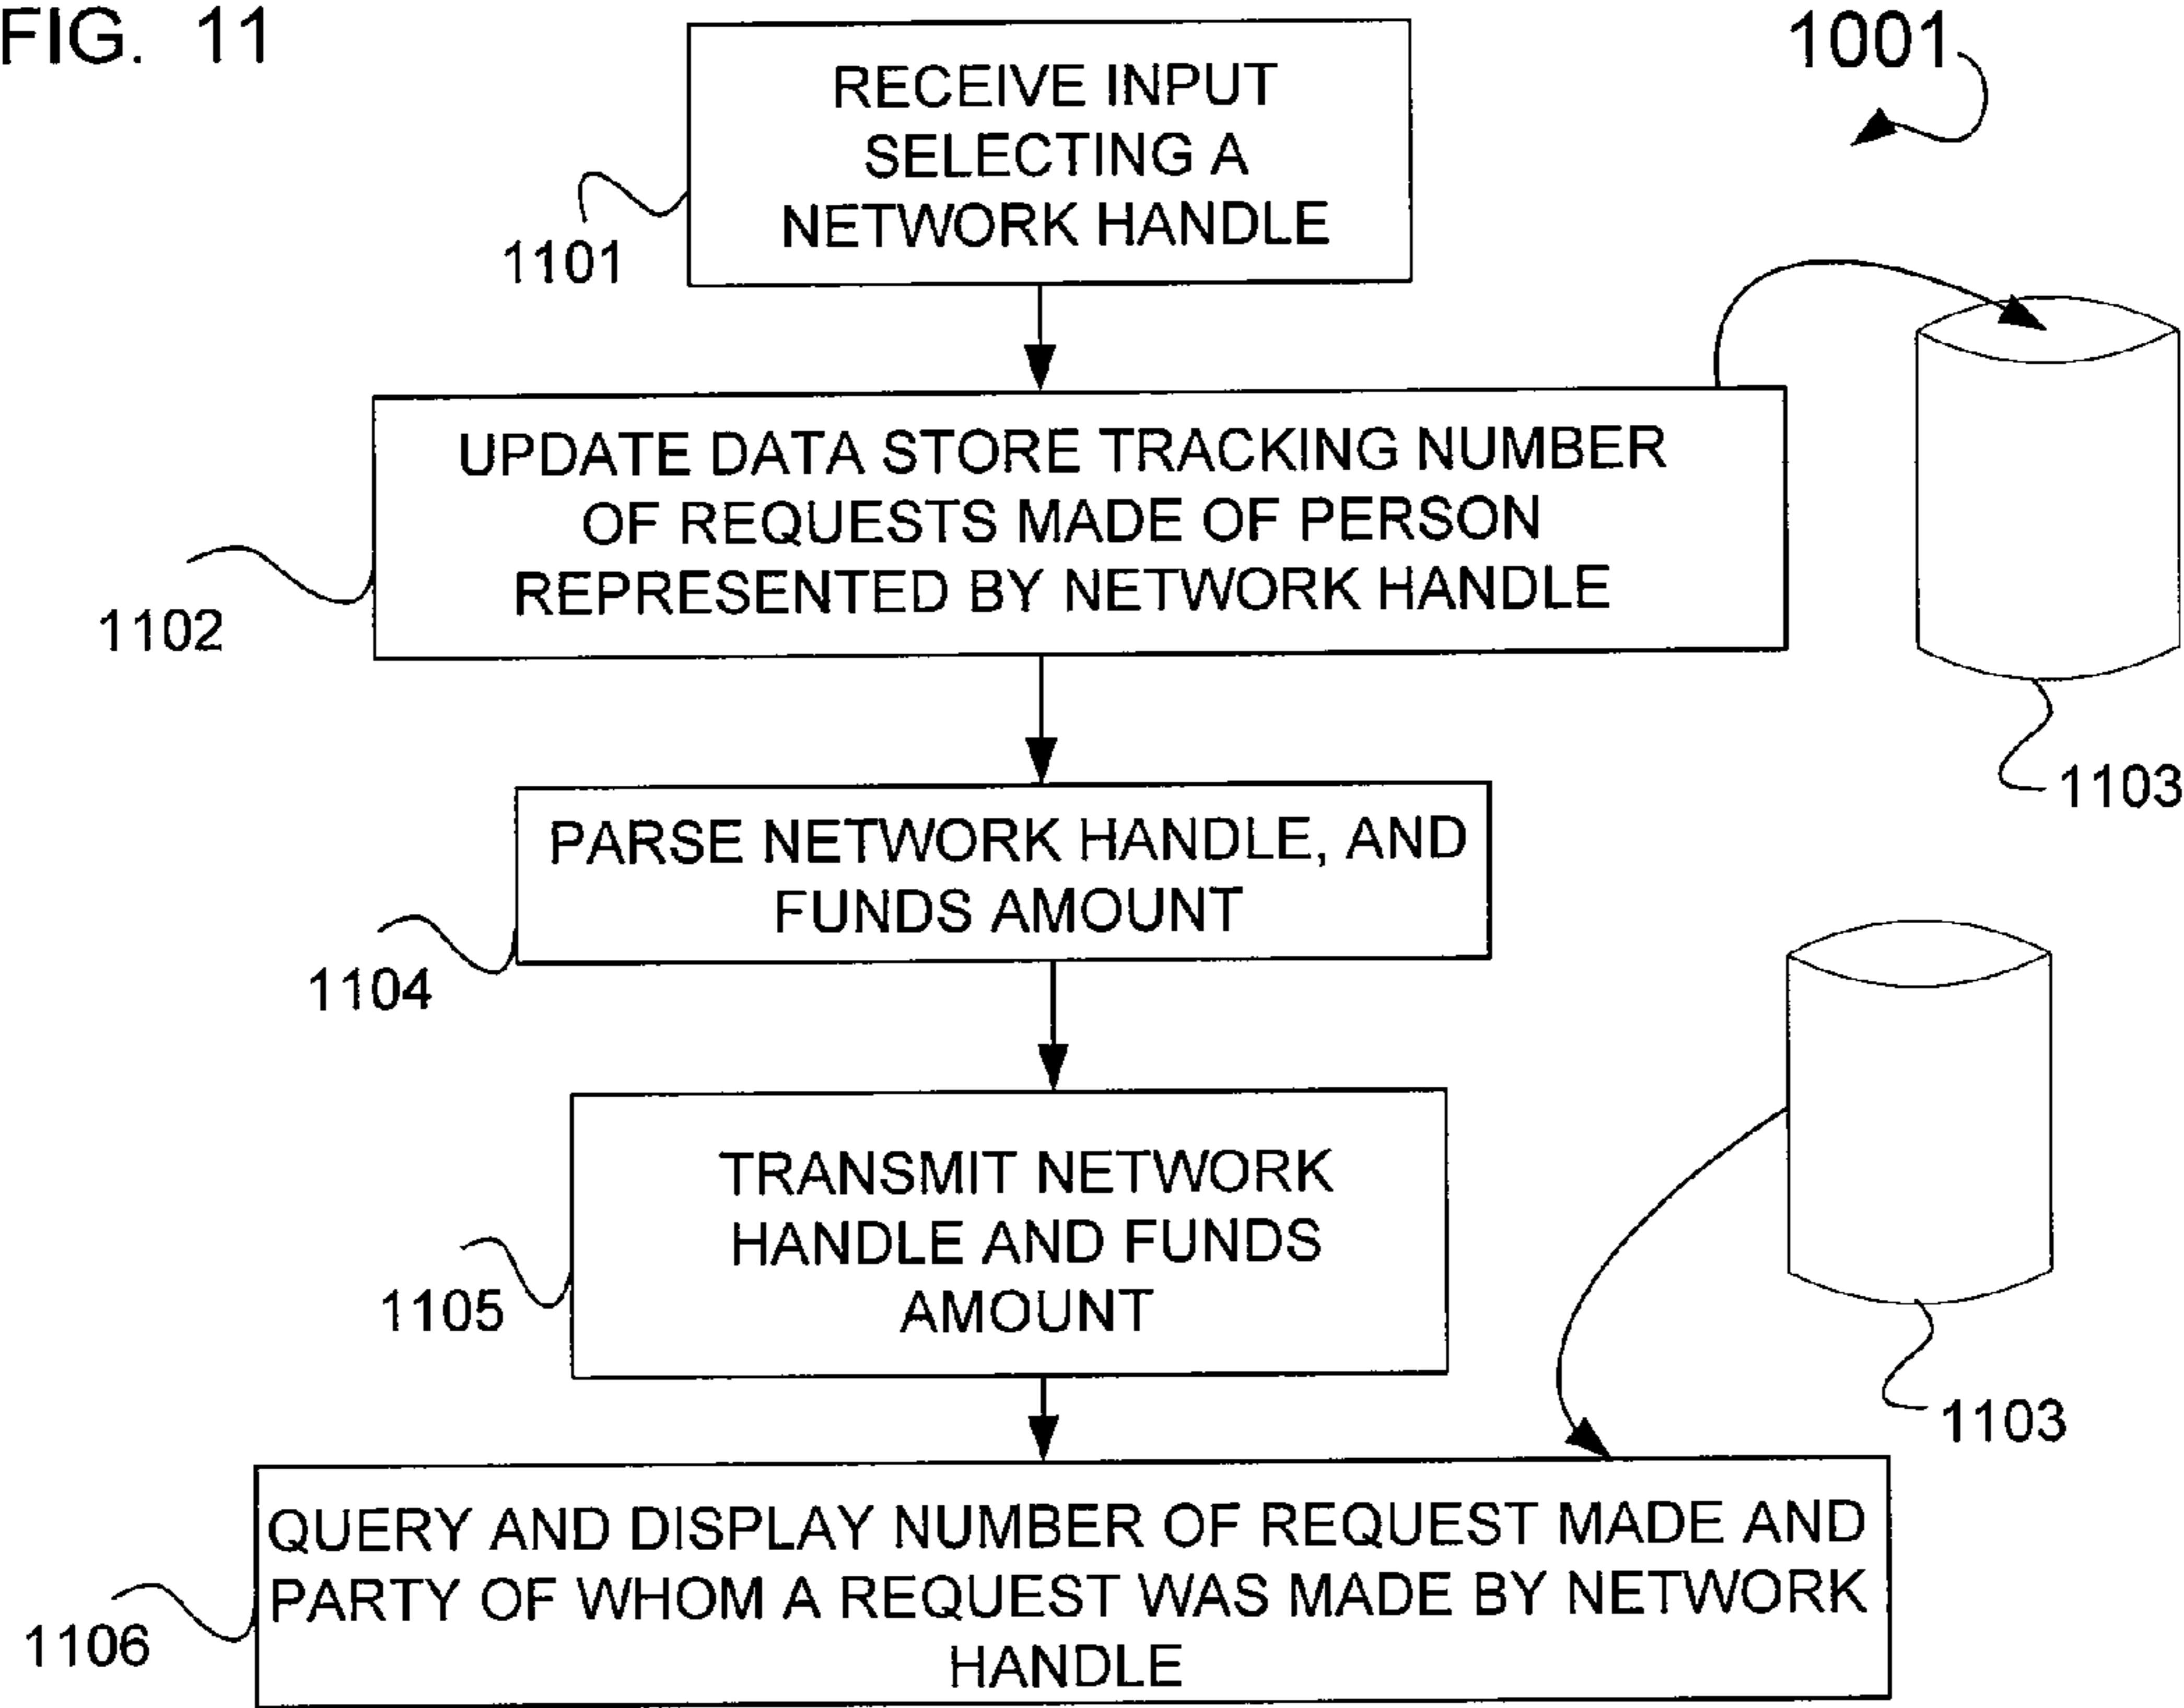 FIG. 11
1001
RECEIVE INPUT
SELECTING A
NETWORK HANDLE
1101
UPDATE DATA STORE TRACKING NUMBER
OF REQUESTS MADE OF PERSON
REPRESENTED BY NETWORK HANDLE
1102
1103
PARSE NETWORK HANDLE, AND
FUNDS AMOUNT
1104
TRANSMIT NETWORK
HANDLE AND FUNDS
AMOUNT
1105
1103
QUERY AND DISPLAY NUMBER OF REQUEST MADE AND
PARTY OF WHOM A REQUEST WAS MADE BY NETWORK
HANDLE
1106